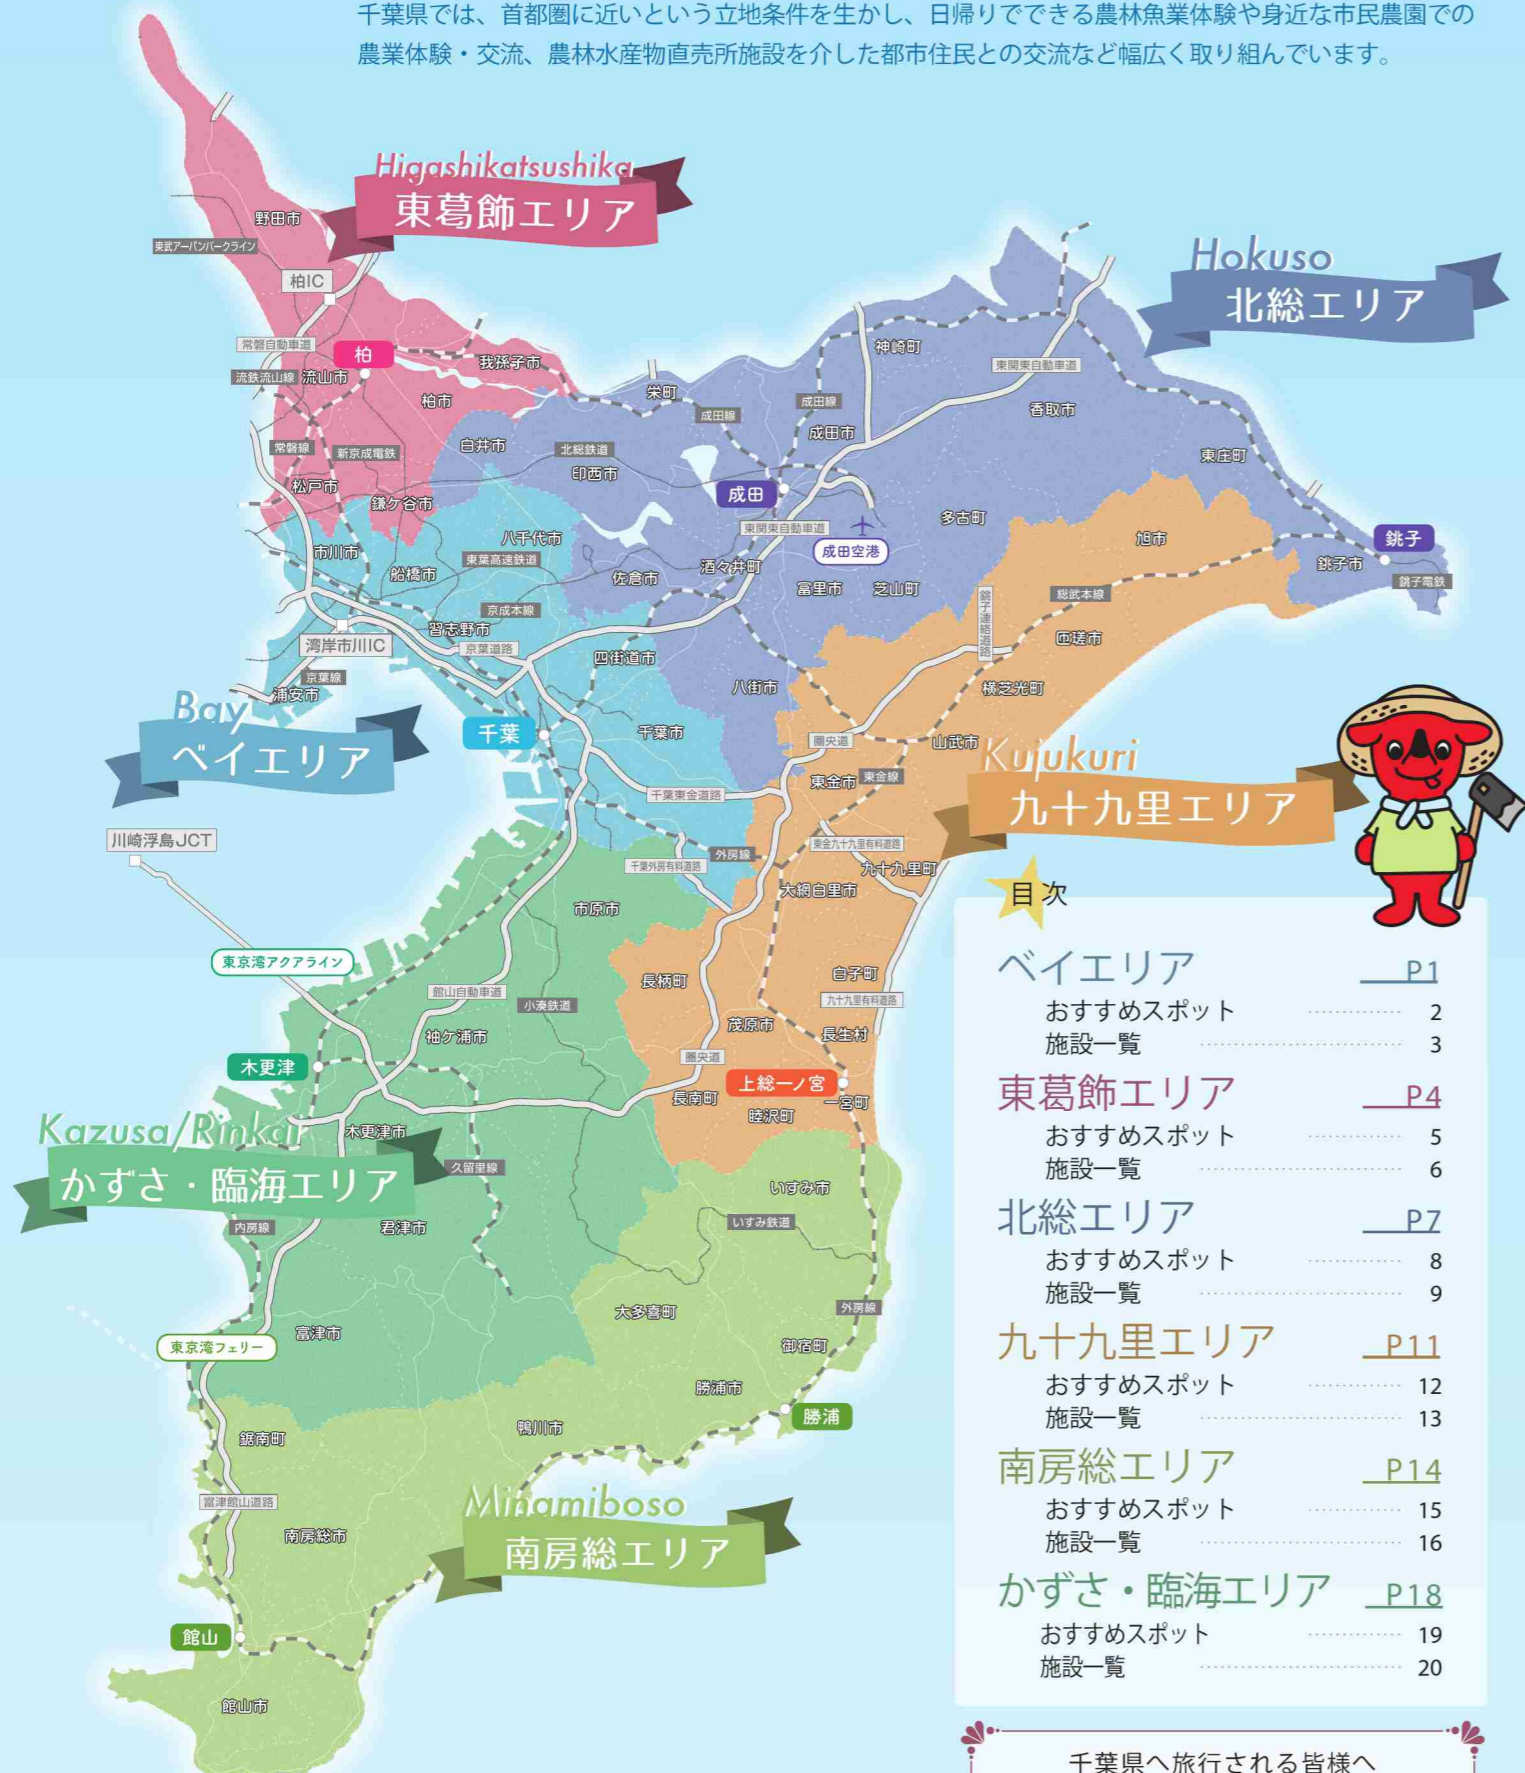 千葉県では、首都圏に近いという立地条件を生かし、日帰りでできる農林魚業体験や身近な市民農園での
農業体験・交流、農林水産物直売所施設を介した都市住民との交流など幅広く取り組んでいます。
Higashikatsushika
東葛飾エリア
野田市
東武アーバンパークライン
柏IC
常磐自動車道
柏
流鉄流山線
流山市
我孫子市
柏市
常磐線
新京成電鉄
松戸市
鎌ケ谷市
Hokuso
北総エリア
神崎町
東関東自動車道
栄町
成田線
成田線
成田市
香取市
白井市
北総鉄道
印西市
東庄町
成田
東関東自動車道
成田空港
多古町
銚子
銚子市
銚子電鉄
佐倉市
酒々井町
富里市
芝山町
八街市
市川市
船橋市
八千代市
東葉高速鉄道
京成本線
習志野市
京葉道路
湾岸市川IC
京葉線
浦安市
四街道市
Bay
ベイエリア
千葉
千葉市
千葉東金道路
千葉外房有料道路
外房線
旭市
銚子連絡道路
総武本線
匝瑳市
横芝光町
圏央道
山武市
東金市
東金線
Kujukuri
九十九里エリア
東金九十九里有料道路
九十九里町
大網白里市
長柄町
白子町
九十九里有料道路
茂原市
長生村
圏央道
上総一ノ宮
長南町
一宮町
睦沢町
川崎浮島JCT
東京湾アクアライン
市原市
館山自動車道
小湊鉄道
袖ケ浦市
木更津
Kazusa/Rinkai
かずさ・臨海エリア
木更津市
久留里線
内房線
君津市
東京湾フェリー
富津市
いすみ市
いすみ鉄道
大多喜町
外房線
御宿町
勝浦市
勝浦
鴨川市
鋸南町
富津館山道路
南房総市
Minamiboso
南房総エリア
館山
館山市
目次
ベイエリア P1
おすすめスポット 2
施設一覧 3
東葛飾エリア P4
おすすめスポット 5
施設一覧 6
北総エリア P7
おすすめスポット 8
施設一覧 9
九十九里エリア P11
おすすめスポット 12
施設一覧 13
南房総エリア P14
おすすめスポット 15
施設一覧 16
かずさ・臨海エリア P18
おすすめスポット 19
施設一覧 20
千葉県へ旅行される皆様へ